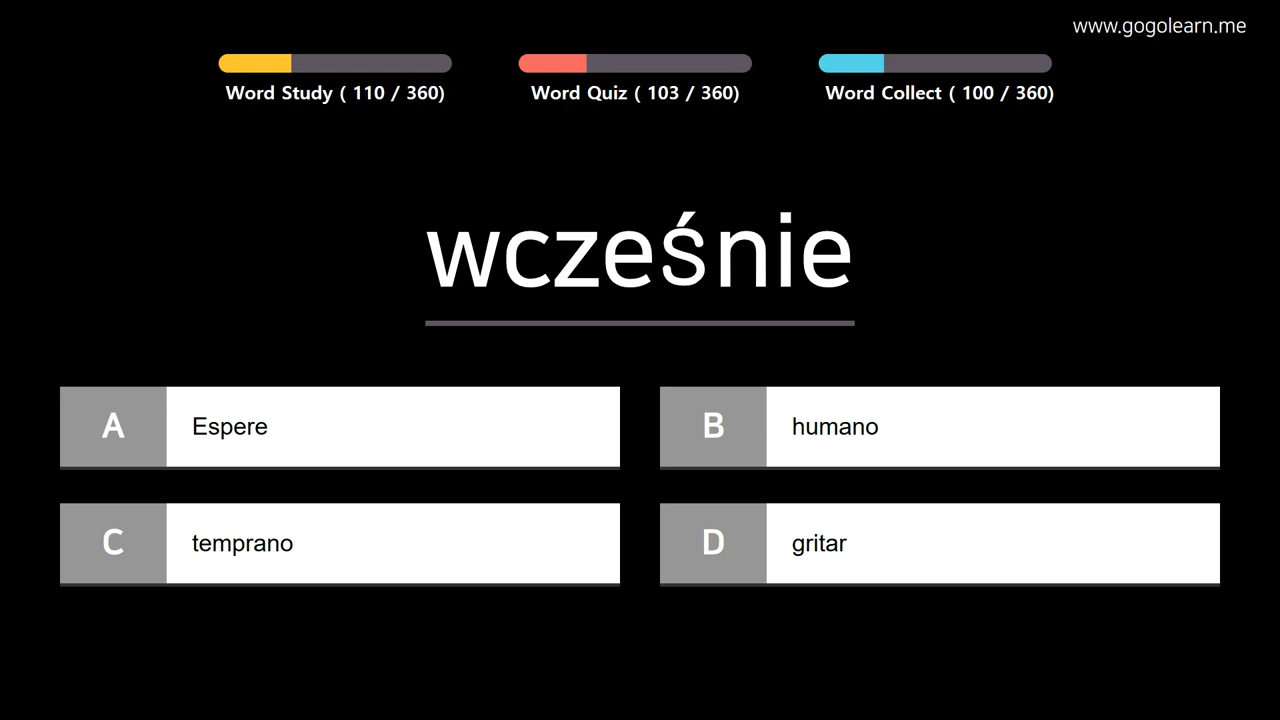 www.gogolearn.me
Word Study ( 110 / 360)
Word Quiz ( 103 / 360)
Word Collect ( 100 / 360)
wcześnie
A Espere
B humano
C temprano
D gritar